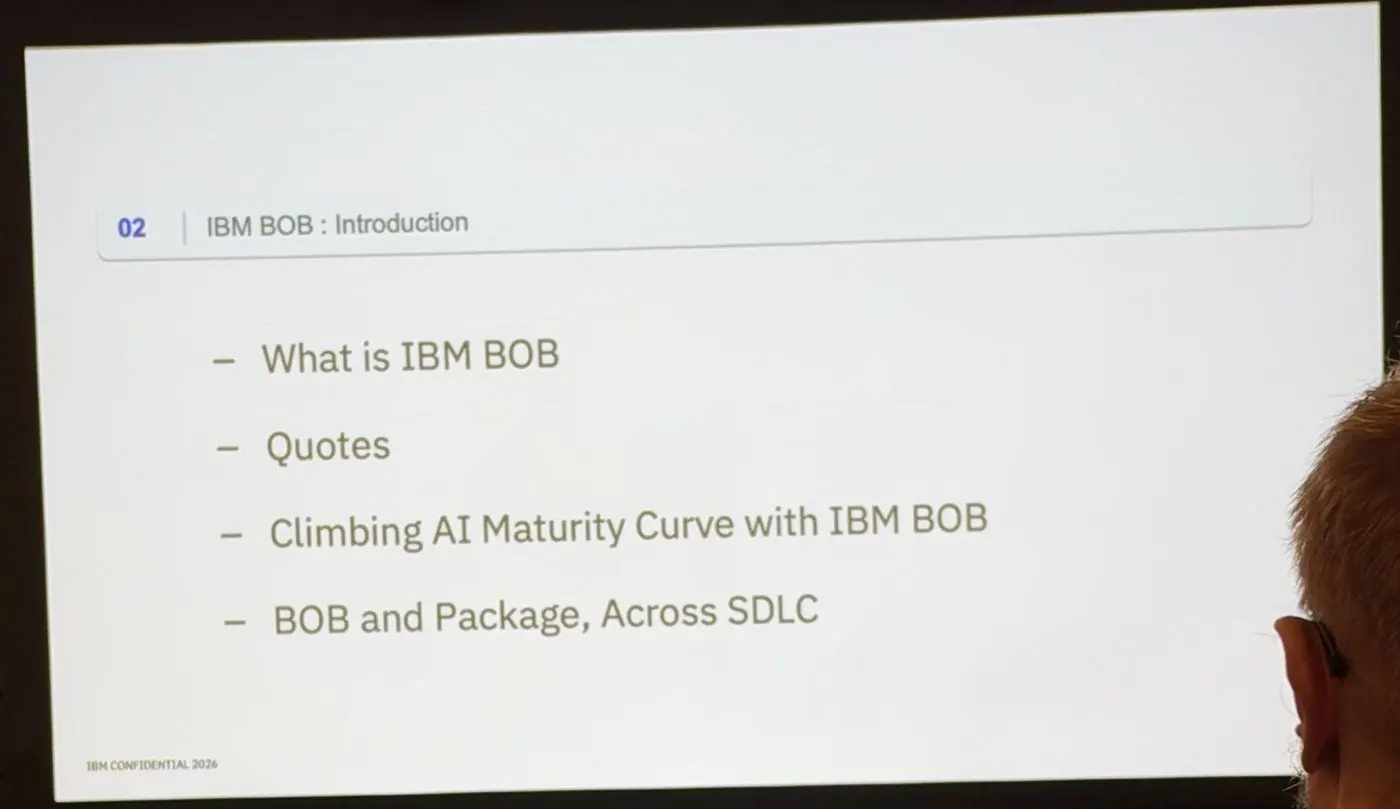 02 | IBM BOB : Introduction
– What is IBM BOB
– Quotes
– Climbing AI Maturity Curve with IBM BOB
– BOB and Package, Across SDLC
IBM CONFIDENTIAL 2026